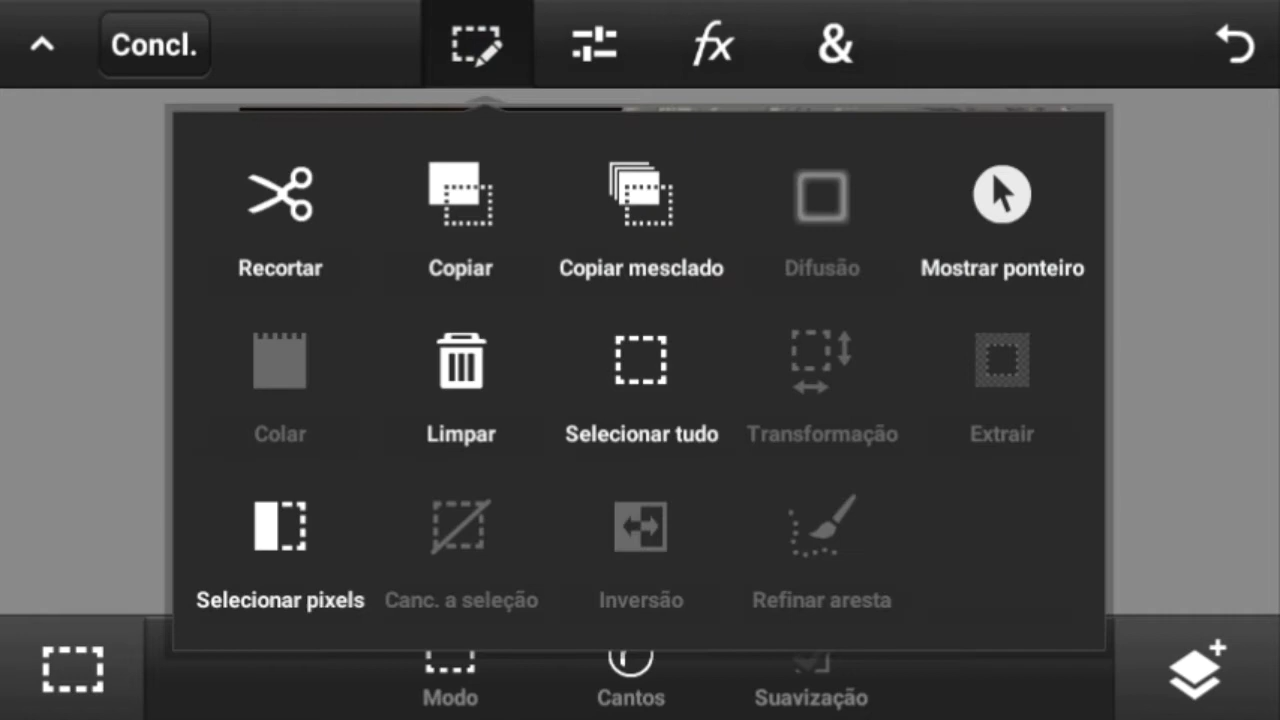 Concl.
fx
&
Recortar
Copiar
Copiar mesclado
Difusão
Mostrar ponteiro
Colar
Limpar
Selecionar tudo
Transformação
Extrair
Selecionar pixels
Canc. a seleção
Inversão
Refinar aresta
Modo
Cantos
Suavização